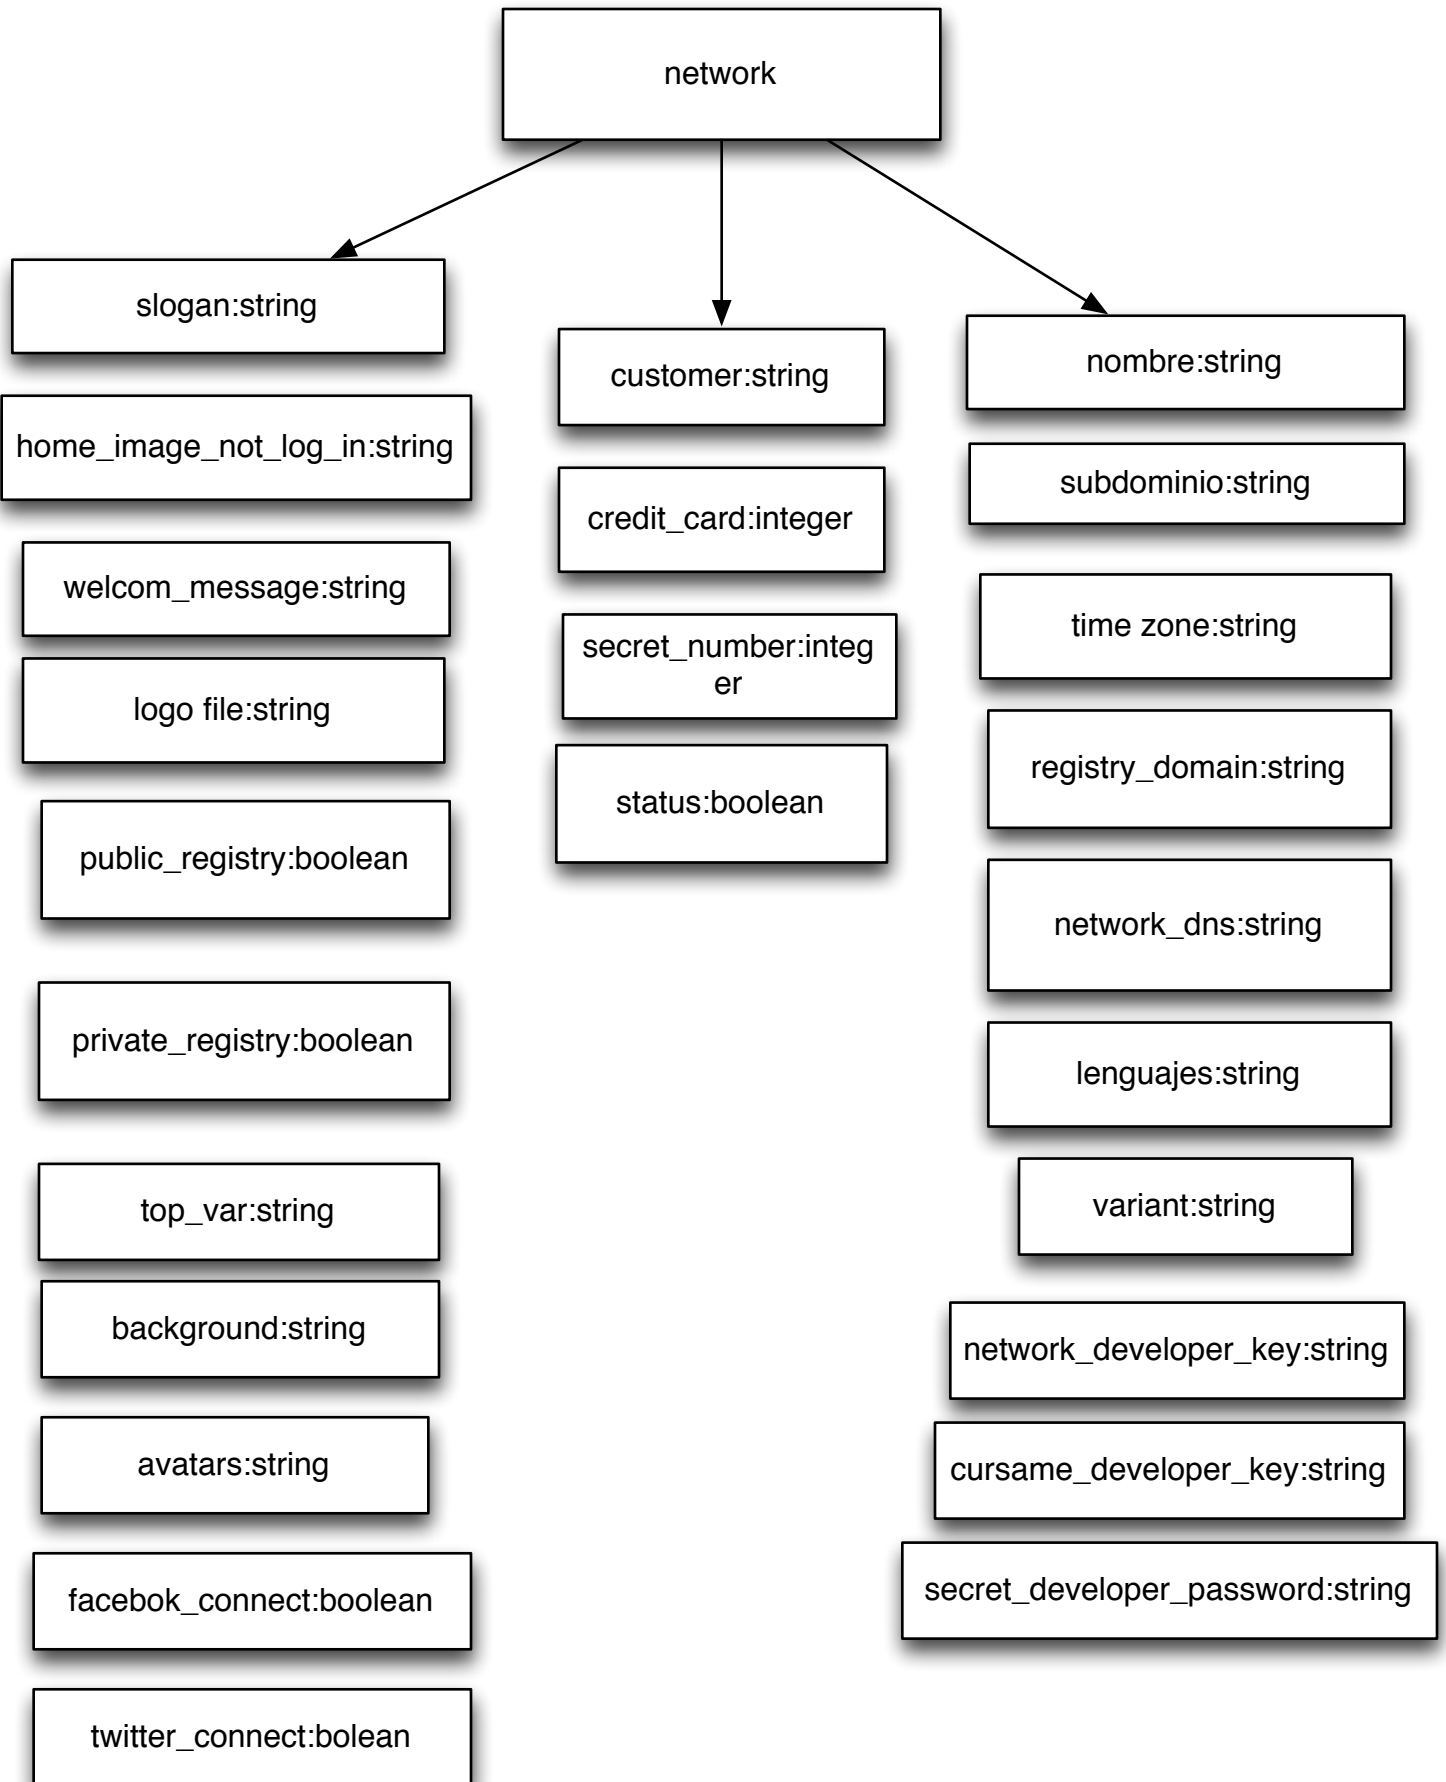 network
slogan:string
home_image_not_log_in:string
welcom_message:string
logo file:string
public_registry:boolean
private_registry:boolean
top_var:string
background:string
avatars:string
facebok_connect:boolean
twitter_connect:bolean
customer:string
credit_card:integer
secret_number:integ
er
status:boolean
nombre:string
subdominio:string
time zone:string
registry_domain:string
network_dns:string
lenguajes:string
variant:string
network_developer_key:string
cursame_developer_key:string
secret_developer_password:string